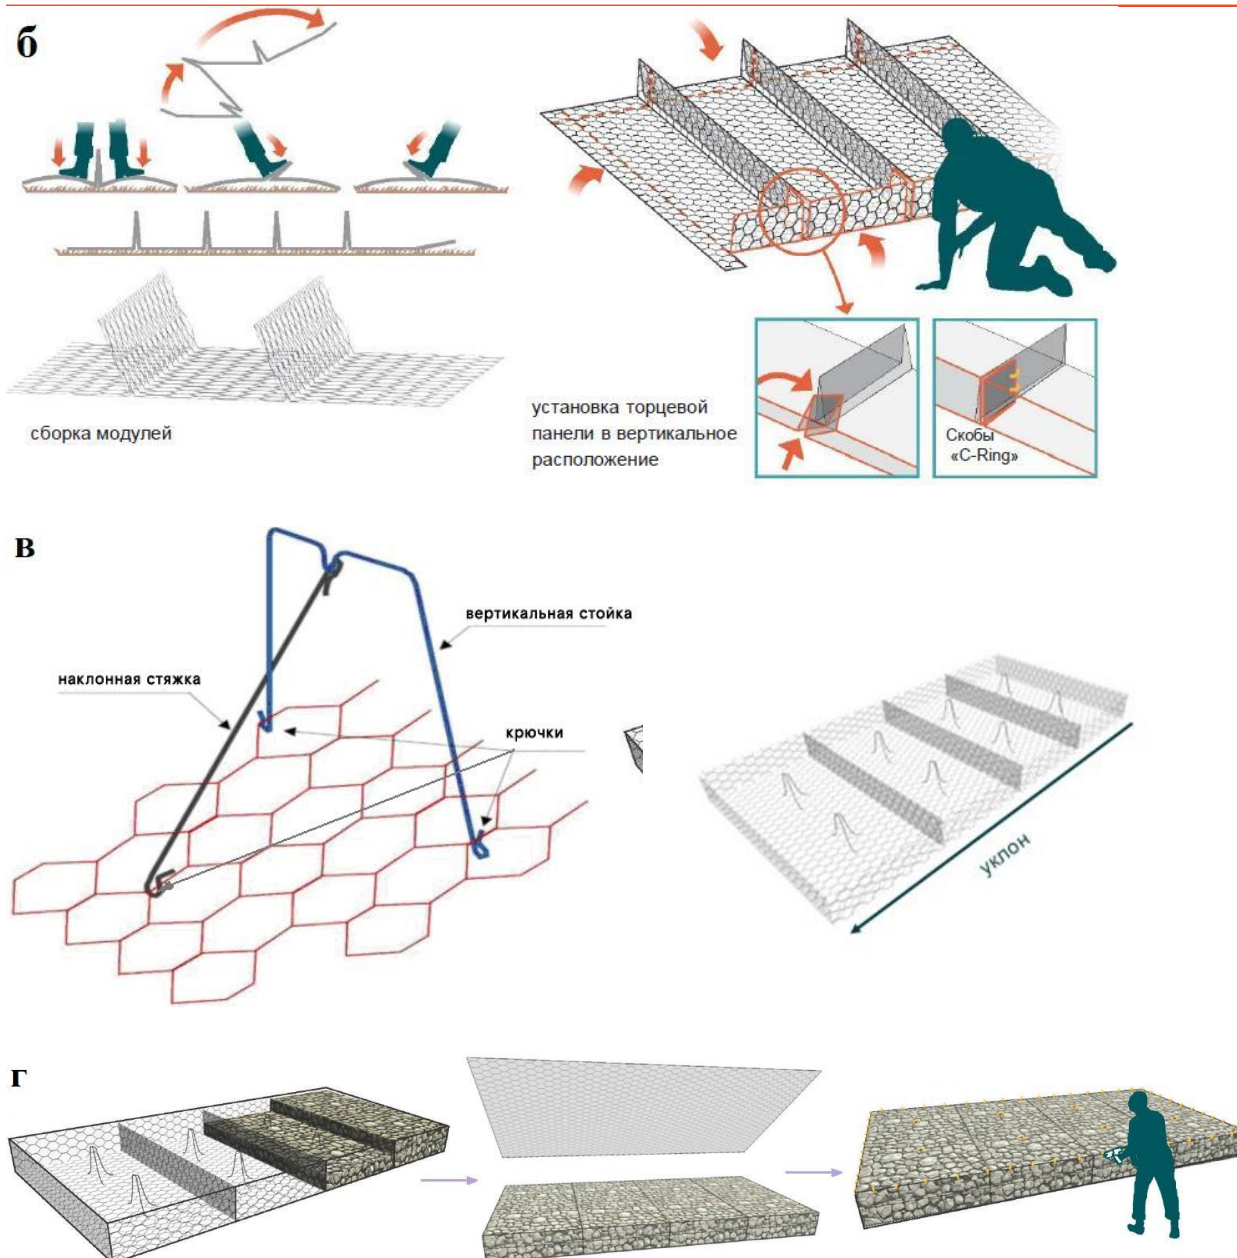 б
сборка модулей
установка торцевой
панели в вертикальное
расположение
Скобы
«C-Ring»
в
вертикальная стойка
наклонная стяжка
крючки
уклон
г